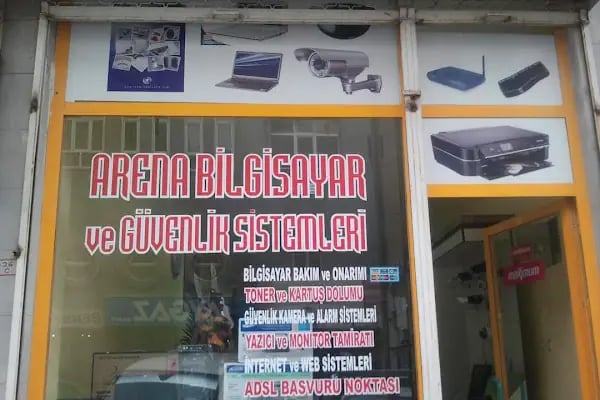 ARENA BİLGİSAYAR
ve GÜVENLİK SİSTEMLERİ
BİLGİSAYAR BAKIM ve ONARIMI
TONER ve KARTUŞ DOLUMU
GÜVENLİK KAMERA ve ALARM SİSTEMLERİ
YAZICI ve MONİTÖR TAMİRATI
İNTERNET ve WEB SİSTEMLERİ
ADSL BAŞVURU NOKTASI
maximum